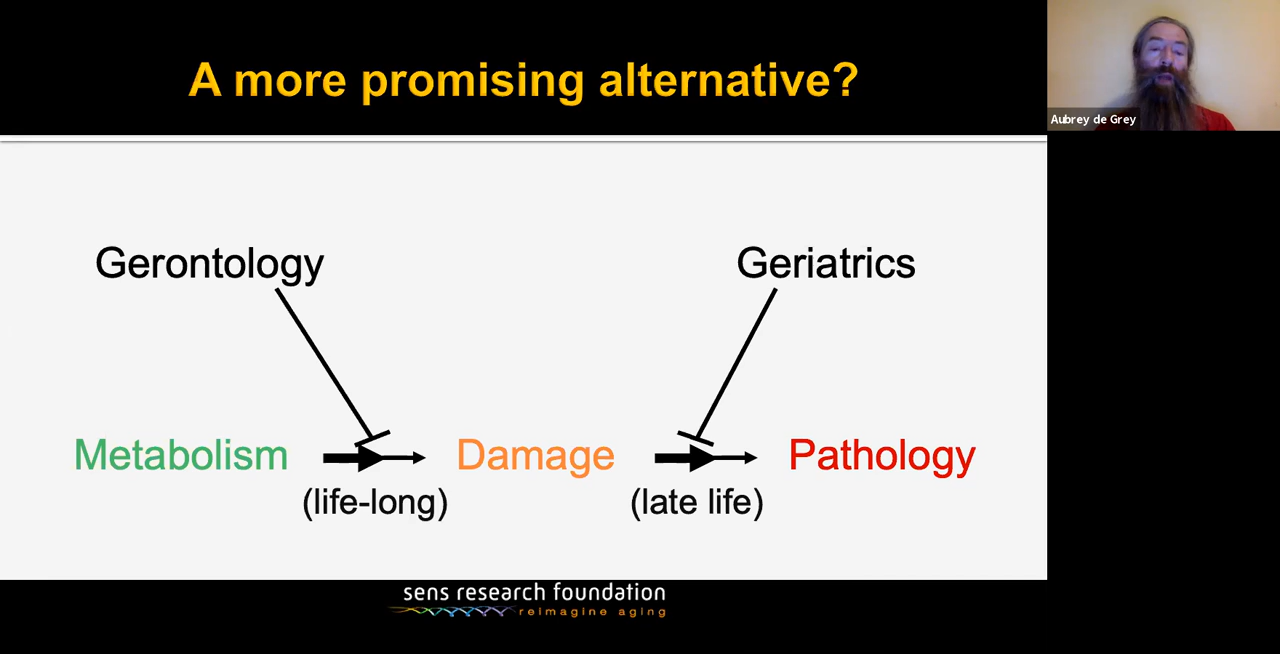 A more promising alternative?
Aubrey de Grey
Gerontology
Geriatrics
Metabolism
Damage
Pathology
(life-long)
(late life)
sens research foundation
reimagine aging